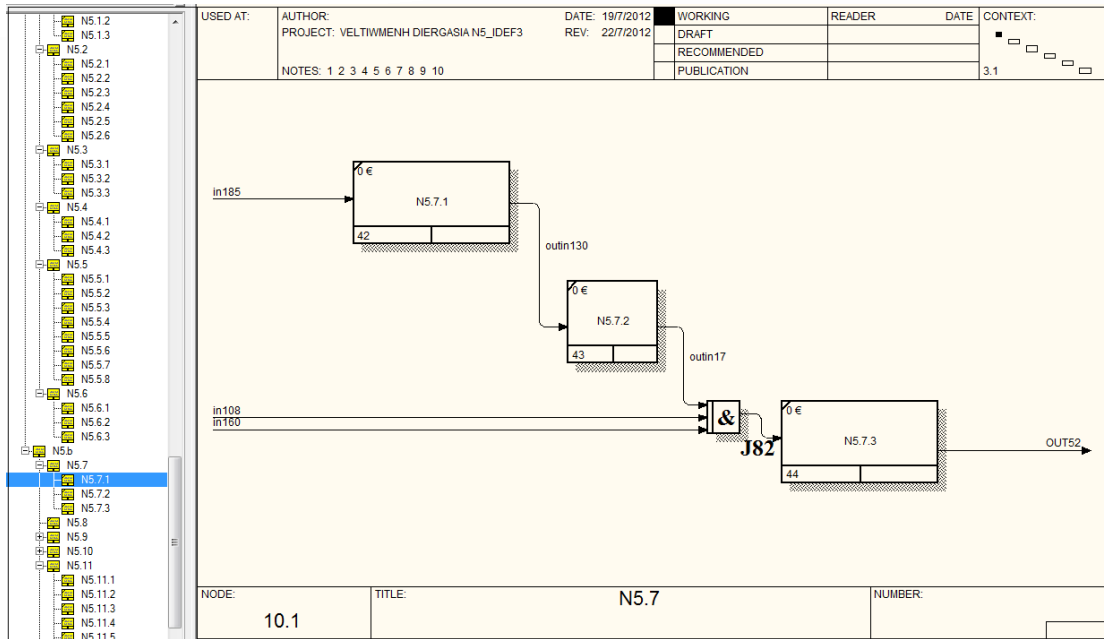 N5.1.2
N5.1.3
N5.2
N5.2.1
N5.2.2
N5.2.3
N5.2.4
N5.2.5
N5.2.6
N5.3
N5.3.1
N5.3.2
N5.3.3
N5.4
N5.4.1
N5.4.2
N5.4.3
N5.5
N5.5.1
N5.5.2
N5.5.3
N5.5.4
N5.5.5
N5.5.6
N5.5.7
N5.5.8
N5.6
N5.6.1
N5.6.2
N5.6.3
N5.b
N5.7
N5.7.1
N5.7.2
N5.7.3
N5.8
N5.9
N5.10
N5.11
N5.11.1
N5.11.2
N5.11.3
N5.11.4
N5.11.5
USED AT:
AUTHOR:
DATE: 19/7/2012
PROJECT: VELTIWMENH DIERGASIA N5_IDEF3
REV: 22/7/2012
NOTES: 1 2 3 4 5 6 7 8 9 10
WORKING
DRAFT
RECOMMENDED
PUBLICATION
READER
DATE
CONTEXT:
3.1
in185
0 €
N5.7.1
42
outin130
0 €
N5.7.2
43
outin17
in108
in160
&
J82
0 €
N5.7.3
44
OUT52
NODE:
10.1
TITLE:
N5.7
NUMBER: